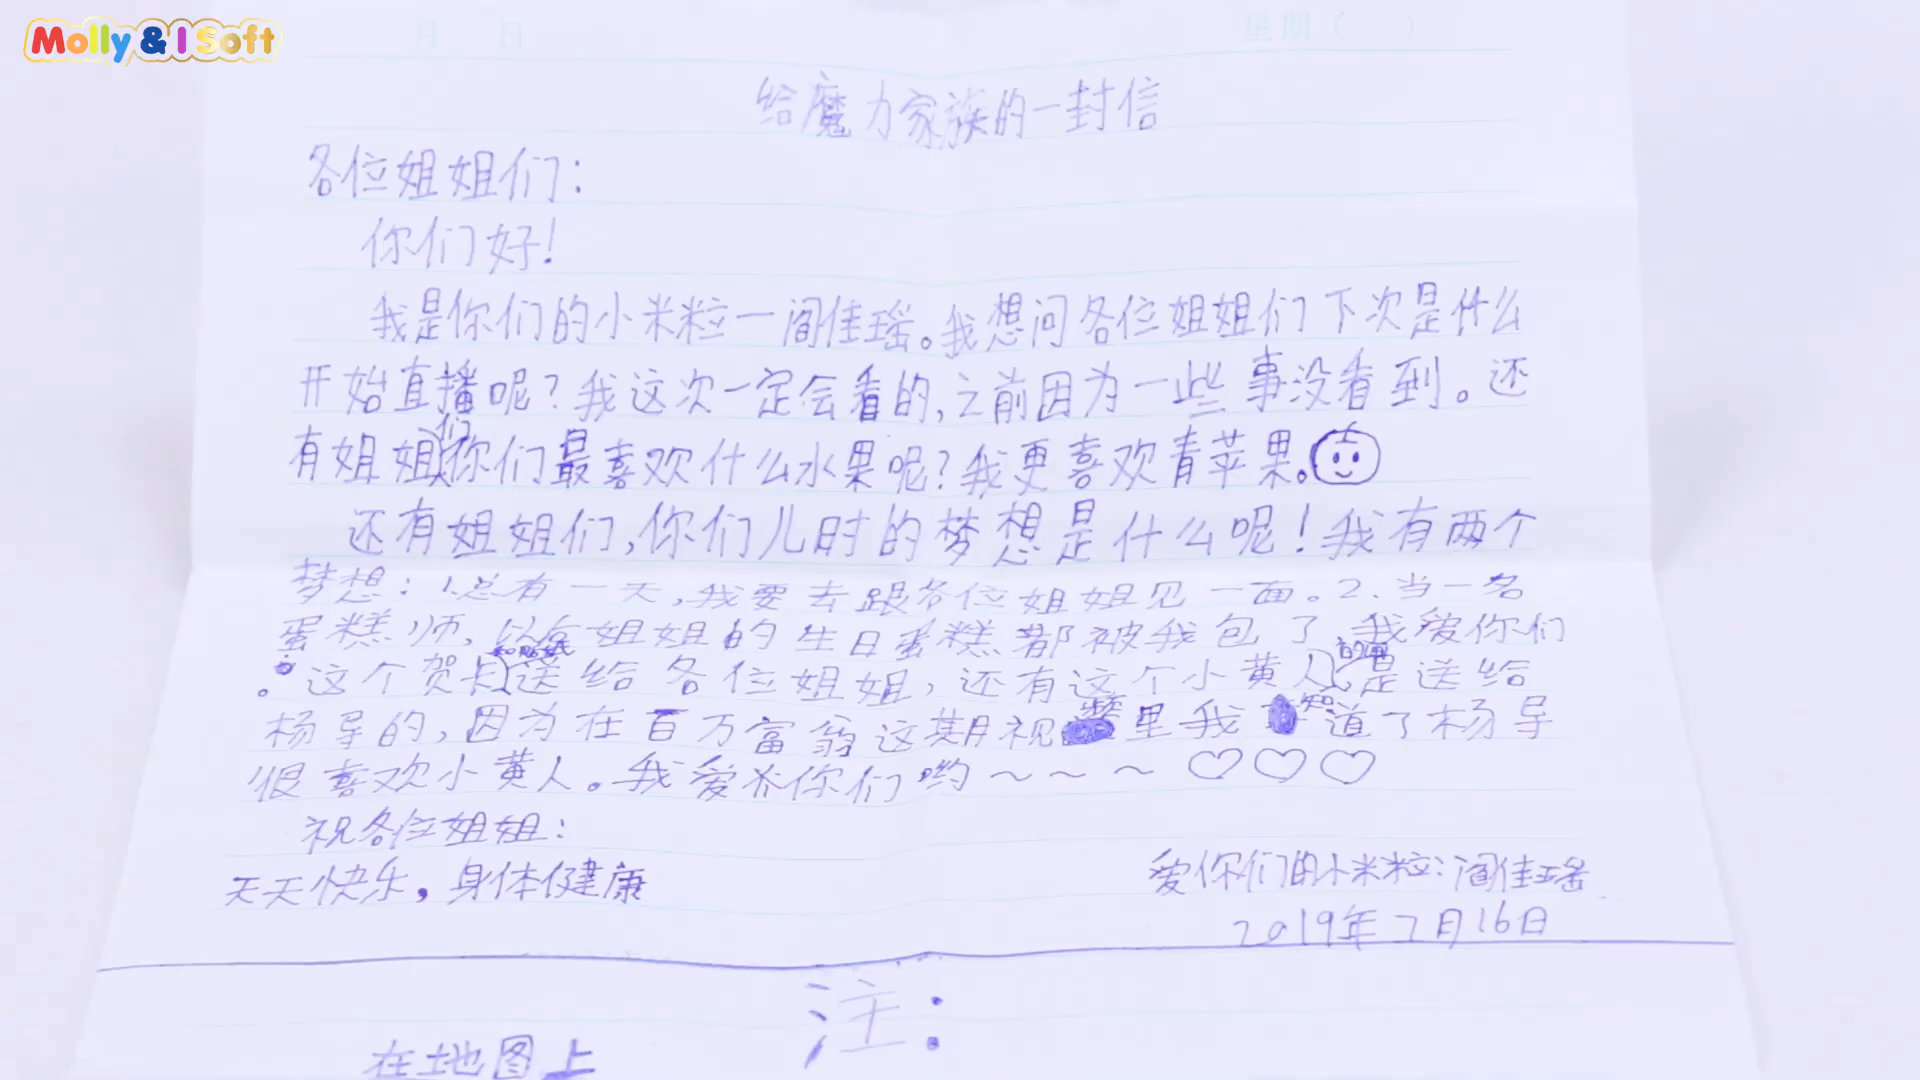 Molly & I Soft
月 日 星期（ ）
给魔力家族的一封信
各位姐姐们：
你们好！
我是你们的小米粒一阎佳瑶。我想问各位姐姐们下次是什么
开始直播呢？我这次一定会看的，之前因为一些事没看到。还
有姐姐们你们最喜欢什么水果呢？我更喜欢青苹果。
还有姐姐们，你们儿时的梦想是什么呢！我有两个
梦想：1.总有一天，我要去跟各位姐姐见一面。2.当一名
蛋糕师，以后姐姐的生日蛋糕都被我包了，我爱你们
。这个贺卡和贴纸送给各位姐姐，还有这个小黄人的画是送给
杨导的，因为在百万富翁这期视频里我知道了杨导
很喜欢小黄人。我爱你们哟～～～♡♡♡
祝各位姐姐：
天天快乐，身体健康
爱你们的小米粒：阎佳瑶
2019年7月16日
注：
在地图上